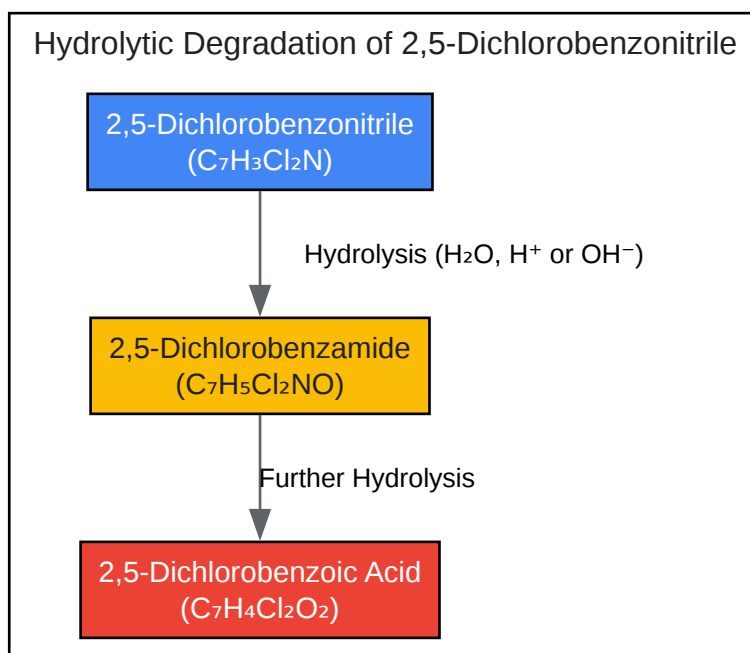 Hydrolytic Degradation of 2,5-Dichlorobenzonitrile
2,5-Dichlorobenzonitrile
(C₇H₃Cl₂N)
Hydrolysis (H₂O, H⁺ or OH⁻)
2,5-Dichlorobenzamide
(C₇H₅Cl₂NO)
Further Hydrolysis
2,5-Dichlorobenzoic Acid
(C₇H₄Cl₂O₂)